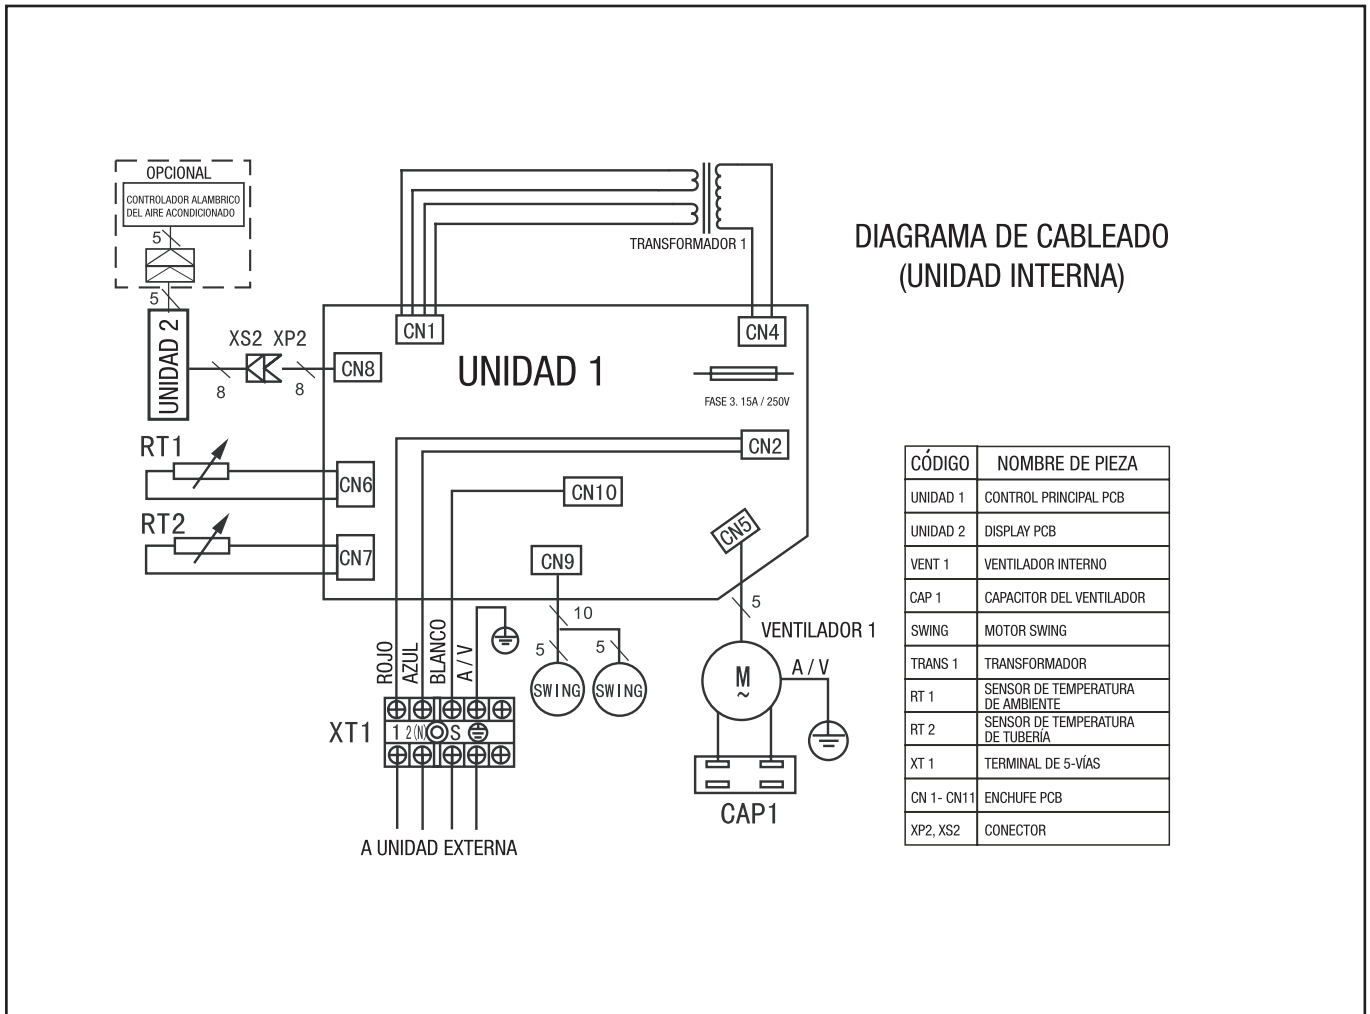 OPCIONAL
CONTROLADOR ALAMBRICO
DEL AIRE ACONDICIONADO
5
5
UNIDAD 2
XS2 XP2
8
8
TRANSFORMADOR 1
DIAGRAMA DE CABLEADO
(UNIDAD INTERNA)
CN1
CN4
CN8
UNIDAD 1
FASE 3. 15A / 250V
RT1
CN6
RT2
CN7
CN2
CN10
CN9
CN5
10
5
5
SWING
SWING
5
VENTILADOR 1
M
~
A / V
CAP1
ROJO
AZUL
BLANCO
A / V
XT1
1 2(N) S
A UNIDAD EXTERNA
CÓDIGO NOMBRE DE PIEZA
UNIDAD 1 CONTROL PRINCIPAL PCB
UNIDAD 2 DISPLAY PCB
VENT 1 VENTILADOR INTERNO
CAP 1 CAPACITOR DEL VENTILADOR
SWING MOTOR SWING
TRANS 1 TRANSFORMADOR
RT 1 SENSOR DE TEMPERATURA
DE AMBIENTE
RT 2 SENSOR DE TEMPERATURA
DE TUBERÍA
XT 1 TERMINAL DE 5-VÍAS
CN 1- CN11 ENCHUFE PCB
XP2, XS2 CONECTOR